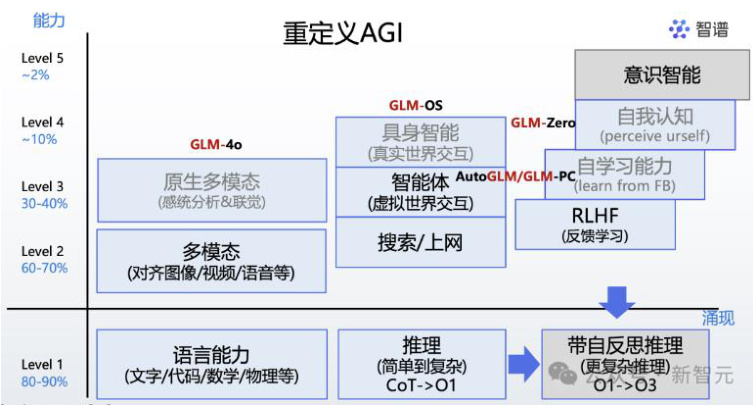 能力
重定义AGI
智谱
Level 5
~2%
意识智能
Level 4
~10%
GLM-OS
具身智能
(真实世界交互)
GLM-Zero
自我认知
(perceive urself)
GLM-4o
Level 3
30-40%
原生多模态
(感统分析&联觉)
智能体
(虚拟世界交互)
AutoGLM/GLM-PC
自学习能力
(learn from FB)
Level 2
60-70%
多模态
(对齐图像/视频/语音等)
搜索/上网
RLHF
(反馈学习)
涌现
Level 1
80-90%
语言能力
(文字/代码/数学/物理等)
推理
(简单到复杂)
CoT->O1
带自反思推理
(更复杂推理)
O1->O3
新智元